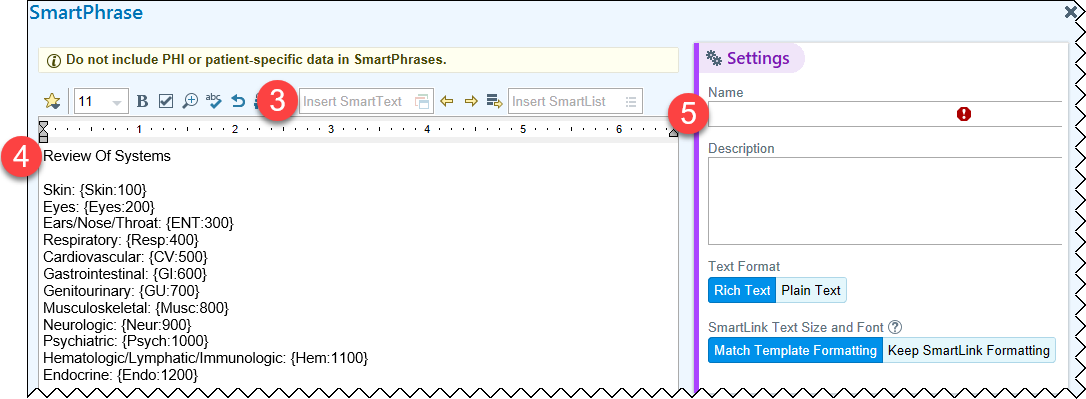 SmartPhrase
Do not include PHI or patient-specific data in SmartPhrases.
11 B abc 3 Insert SmartText Insert SmartList
1 2 3 4 5 6
4
Review Of Systems
Skin: {Skin:100}
Eyes: {Eyes:200}
Ears/Nose/Throat: {ENT:300}
Respiratory: {Resp:400}
Cardiovascular: {CV:500}
Gastrointestinal: {GI:600}
Genitourinary: {GU:700}
Musculoskeletal: {Musc:800}
Neurologic: {Neur:900}
Psychiatric: {Psych:1000}
Hematologic/Lymphatic/Immunologic: {Hem:1100}
Endocrine: {Endo:1200}
Settings
Name
5
Description
Text Format
Rich Text Plain Text
SmartLink Text Size and Font ?
Match Template Formatting Keep SmartLink Formatting